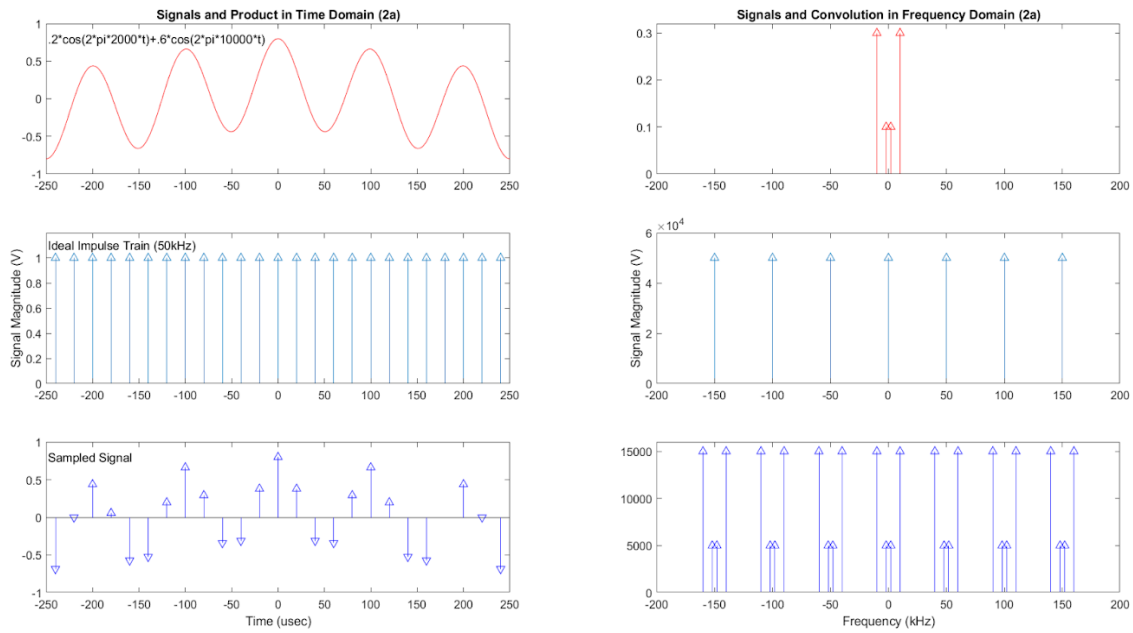 Signals and Product in Time Domain (2a)
.2*cos(2*pi*2000*t)+.6*cos(2*pi*10000*t)
1
0.5
0
-0.5
-1
-250 -200 -150 -100 -50 0 50 100 150 200 250
Signals and Convolution in Frequency Domain (2a)
0.3
0.2
0.1
0
-200 -150 -100 -50 0 50 100 150 200
Ideal Impulse Train (50kHz)
Signal Magnitude (V)
1
0.8
0.6
0.4
0.2
0
-250 -200 -150 -100 -50 0 50 100 150 200 250
×10^4
Signal Magnitude (V)
6
4
2
0
-200 -150 -100 -50 0 50 100 150 200
Sampled Signal
1
0.5
0
-0.5
-1
-250 -200 -150 -100 -50 0 50 100 150 200 250
Time (usec)
15000
10000
5000
0
-200 -150 -100 -50 0 50 100 150 200
Frequency (kHz)